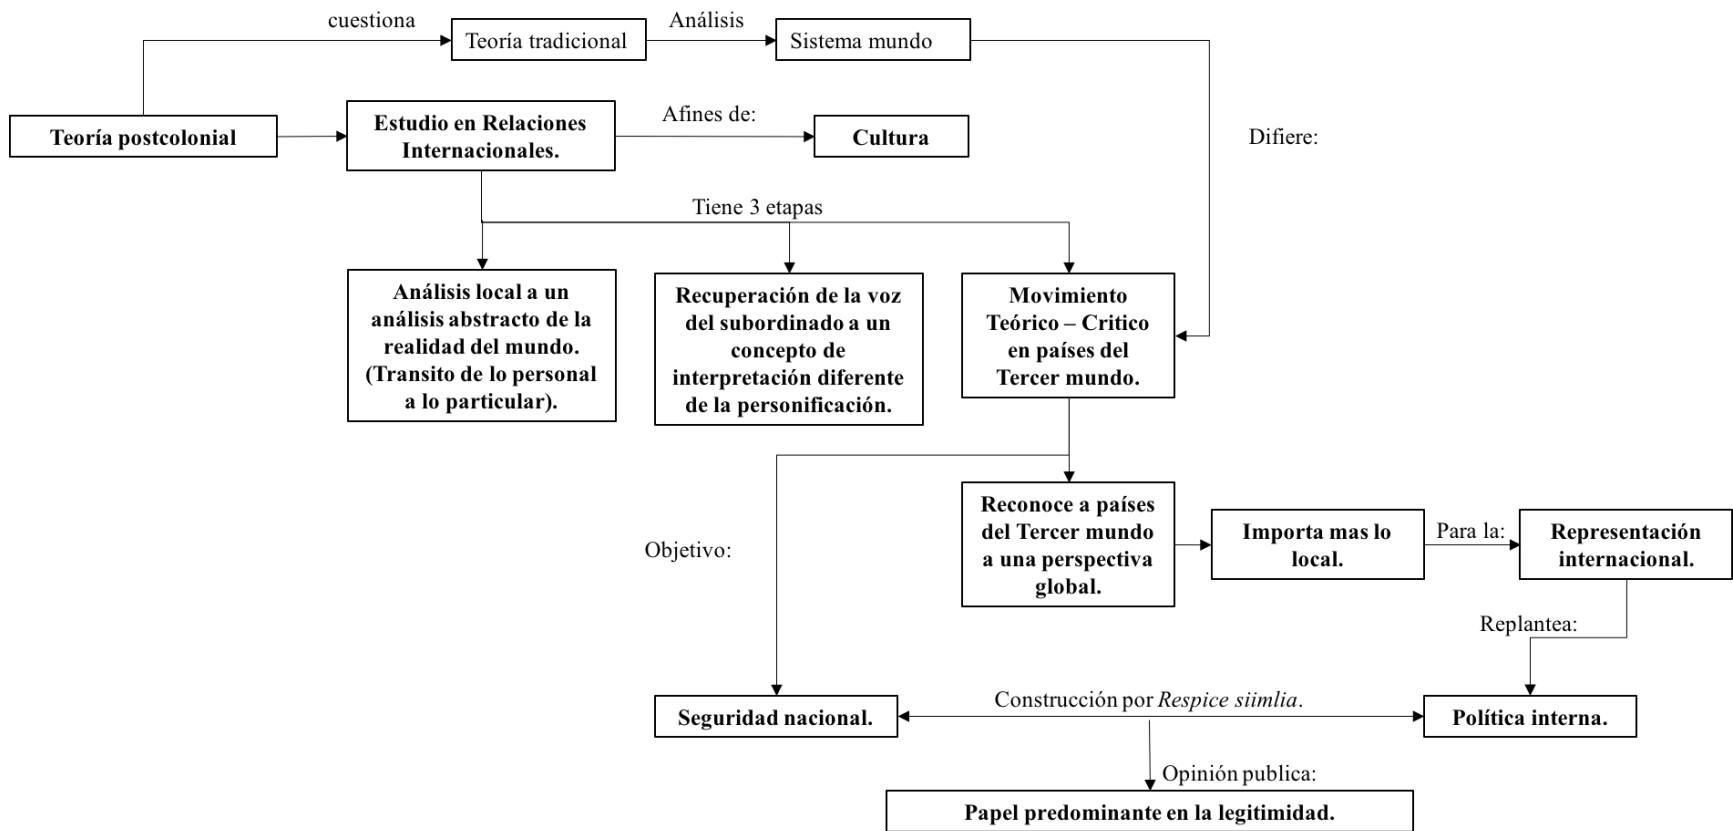 cuestiona
Teoría tradicional
Análisis
Sistema mundo
Teoría postcolonial
Estudio en Relaciones
Internacionales.
Afines de:
Cultura
Difiere:
Tiene 3 etapas
Análisis local a un
análisis abstracto de la
realidad del mundo.
(Transito de lo personal
a lo particular).
Recuperación de la voz
del subordinado a un
concepto de
interpretación diferente
de la personificación.
Movimiento
Teórico – Critico
en países del
Tercer mundo.
Objetivo:
Reconoce a países
del Tercer mundo
a una perspectiva
global.
Importa mas lo
local.
Para la:
Representación
internacional.
Replantea:
Seguridad nacional.
Construcción por Respice siimlia.
Política interna.
Opinión publica:
Papel predominante en la legitimidad.